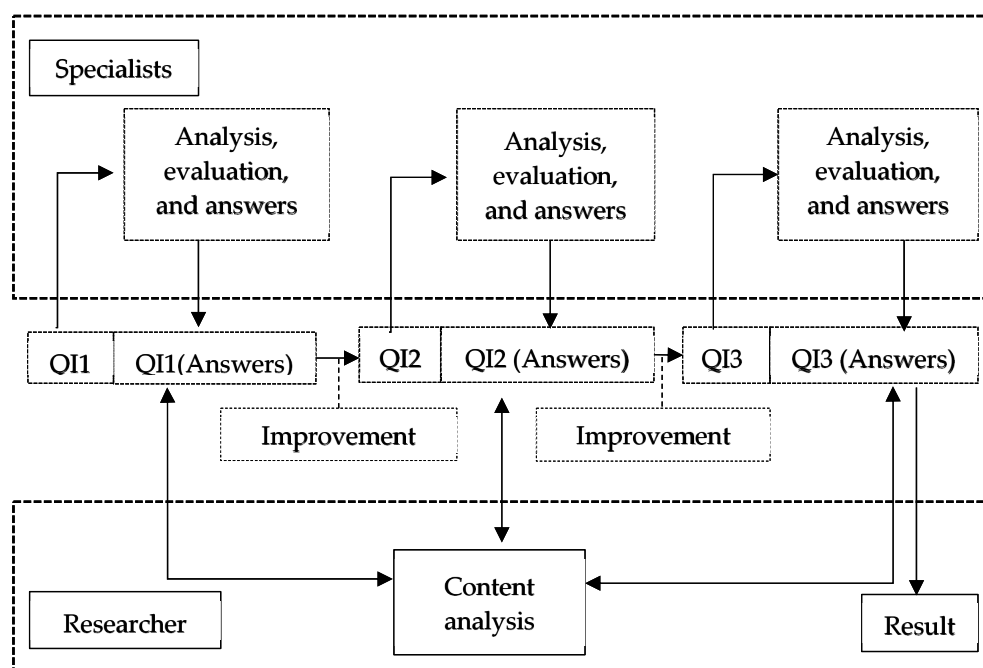 Specialists
Analysis,
evaluation,
and answers
Analysis,
evaluation,
and answers
Analysis,
evaluation,
and answers
QI1
QI1(Answers)
QI2
QI2 (Answers)
QI3
QI3 (Answers)
Improvement
Improvement
Content
analysis
Researcher
Result